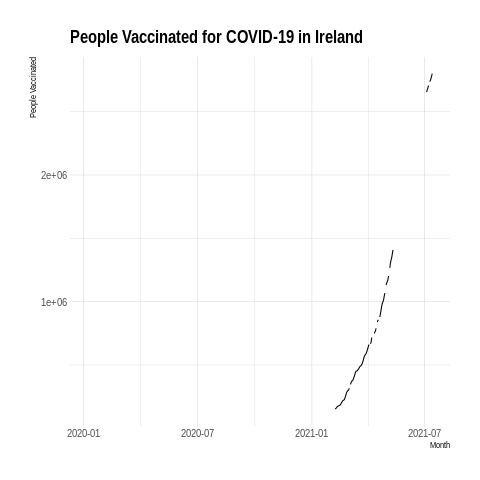 People Vaccinated for COVID-19 in Ireland
People Vaccinated
2e+06
1e+06
2020-01 2020-07 2021-01 2021-07
Month